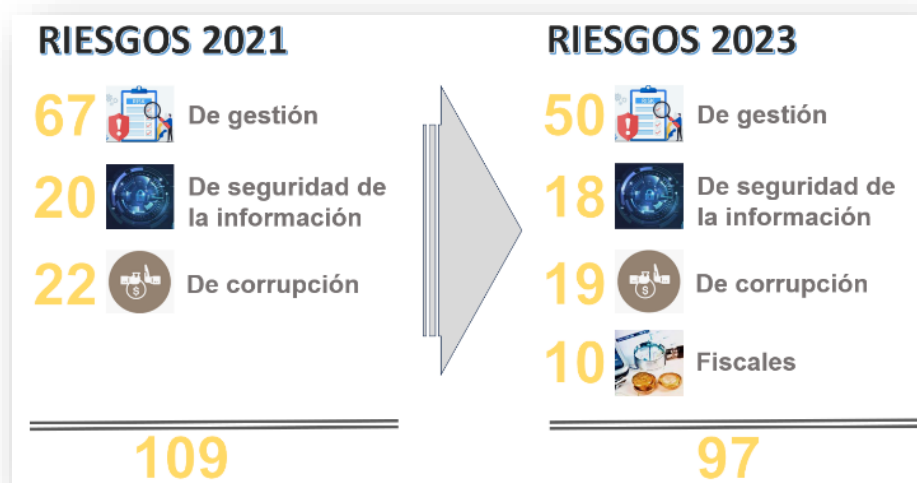 RIESGOS 2021
67 De gestión
20 De seguridad de
la información
22 De corrupción
109
RIESGOS 2023
50 De gestión
18 De seguridad de
la información
19 De corrupción
10 Fiscales
97